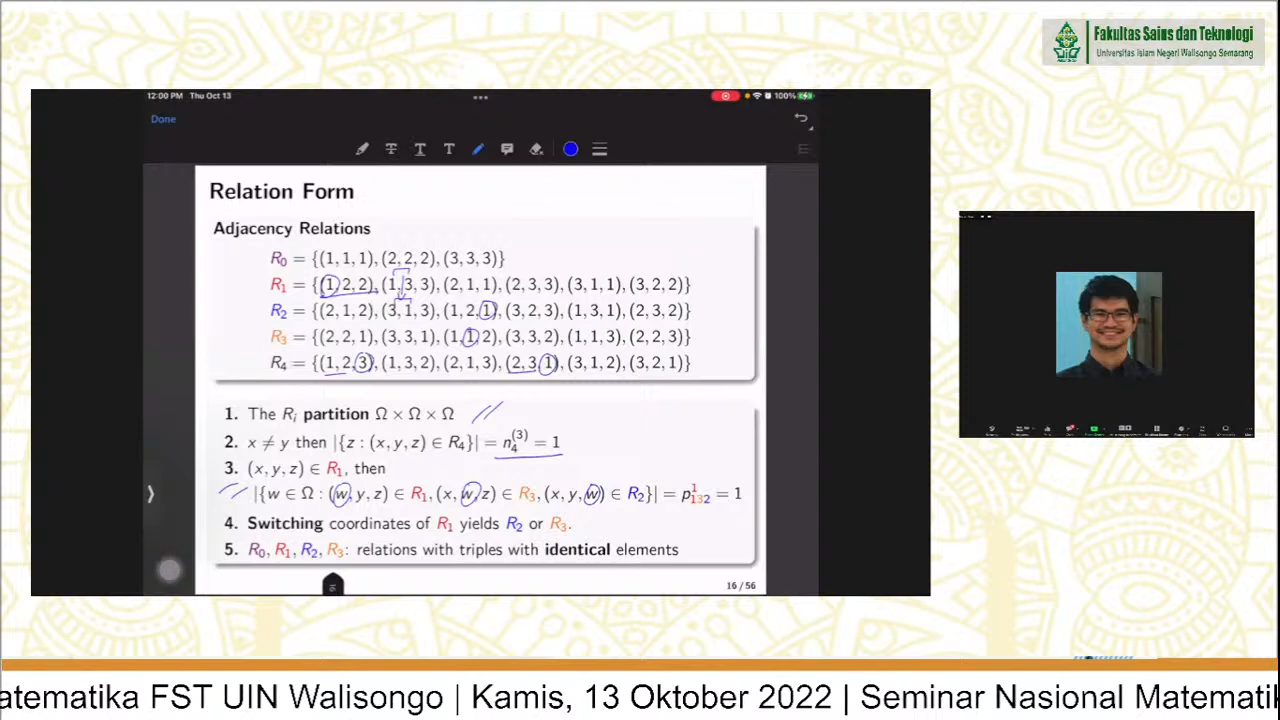 Fakultas Sains dan Teknologi
Universitas Islam Negeri Walisongo Semarang
12:00 PM Thu Oct 13
100%
Done
Relation Form
Adjacency Relations
R₀ = {(1, 1, 1), (2, 2, 2), (3, 3, 3)}
R₁ = {(1, 2, 2), (1, 3, 3), (2, 1, 1), (2, 3, 3), (3, 1, 1), (3, 2, 2)}
R₂ = {(2, 1, 2), (3, 1, 3), (1, 2, 1), (3, 2, 3), (1, 3, 1), (2, 3, 2)}
R₃ = {(2, 2, 1), (3, 3, 1), (1, 1, 2), (3, 3, 2), (1, 1, 3), (2, 2, 3)}
R₄ = {(1, 2, 3), (1, 3, 2), (2, 1, 3), (2, 3, 1), (3, 1, 2), (3, 2, 1)}
1. The Rᵢ partition Ω × Ω × Ω
2. x ≠ y then |{z : (x, y, z) ∈ R₄}| = n₄⁽³⁾ = 1
3. (x, y, z) ∈ R₁, then
|{w ∈ Ω : (w, y, z) ∈ R₁, (x, w, z) ∈ R₃, (x, y, w) ∈ R₂}| = p¹₁₃₂ = 1
4. Switching coordinates of R₁ yields R₂ or R₃.
5. R₀, R₁, R₂, R₃: relations with triples with identical elements
16 / 56
atematika FST UIN Walisongo | Kamis, 13 Oktober 2022 | Seminar Nasional Matemati